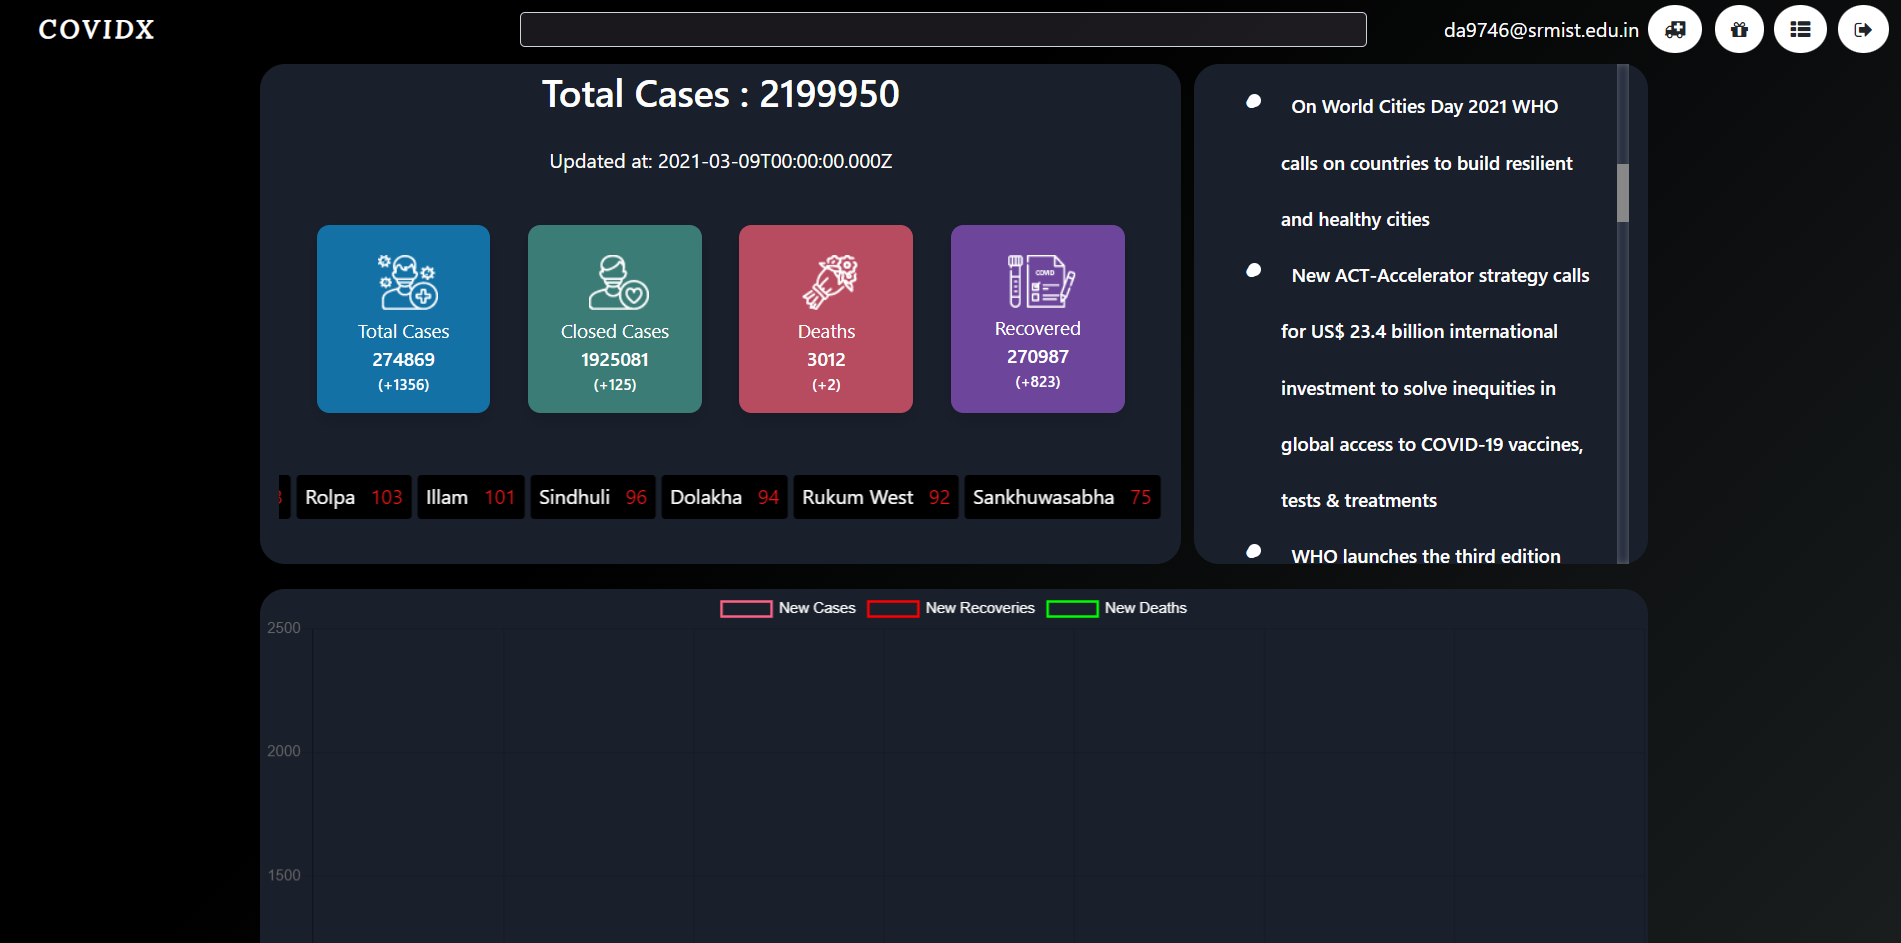 COVIDX
da9746@srmist.edu.in
Total Cases : 2199950
Updated at: 2021-03-09T00:00:00.000Z
Total Cases
274869
(+1356)
Closed Cases
1925081
(+125)
Deaths
3012
(+2)
COVID
Recovered
270987
(+823)
Rolpa 103 Illam 101 Sindhuli 96 Dolakha 94 Rukum West 92 Sankhuwasabha 75
On World Cities Day 2021 WHO
calls on countries to build resilient
and healthy cities
New ACT-Accelerator strategy calls
for US$ 23.4 billion international
investment to solve inequities in
global access to COVID-19 vaccines,
tests & treatments
WHO launches the third edition
New Cases New Recoveries New Deaths
2500
2000
1500